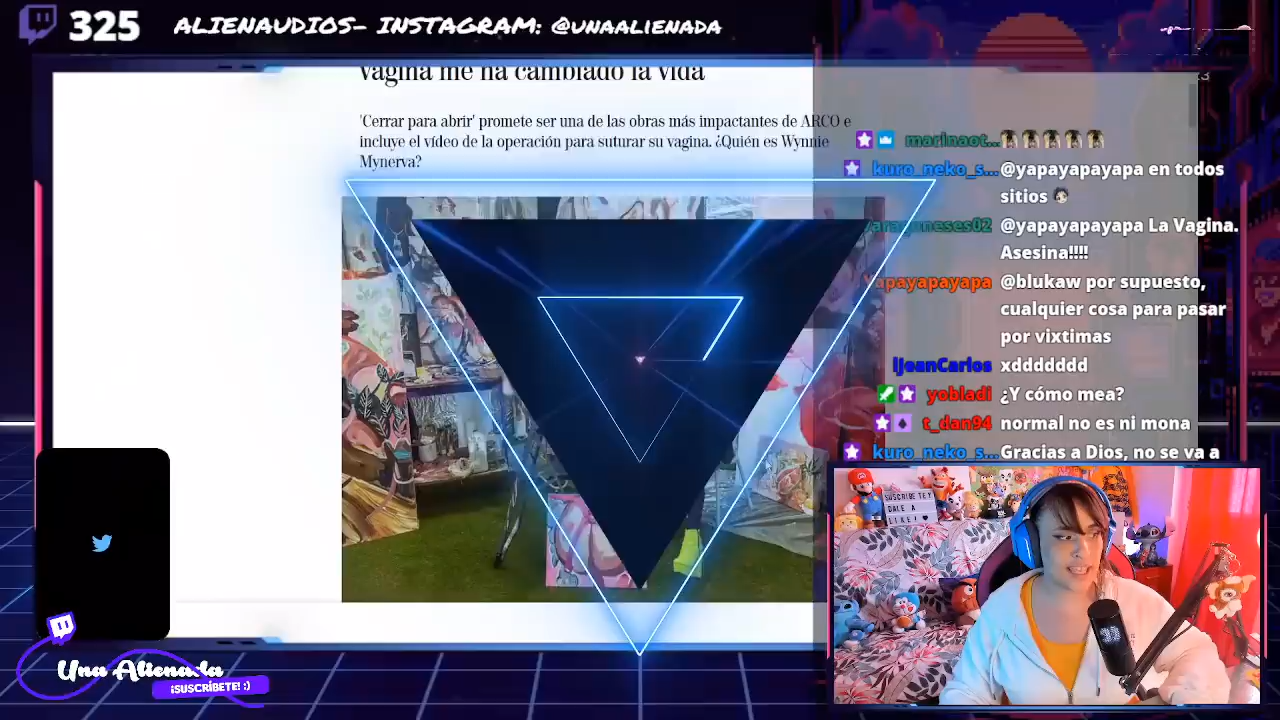 325
ALIENAUDIOS- INSTAGRAM: @UNAALIENADA
vagina me ha cambiado la vida
'Cerrar para abrir' promete ser una de las obras más impactantes de ARCO e
incluye el vídeo de la operación para suturar su vagina. ¿Quién es Wynnie
Mynerva?
marinaot...
kuro_neko_s... @yapayapayapa en todos
sitios
@yapayapayapa La Vagina.
Asesina!!!!
yapayapayapa @blukaw por supuesto,
cualquier cosa para pasar
por vixtimas
IJeanCarlos xddddddd
yobladi ¿Y cómo mea?
t_dan94 normal no es ni mona
kuro_neko_s... Gracias a Dios, no se va a
SUSCRIBETE Y
DALE A
LIKE!
Una Alienada
¡SUSCRÍBETE! :)